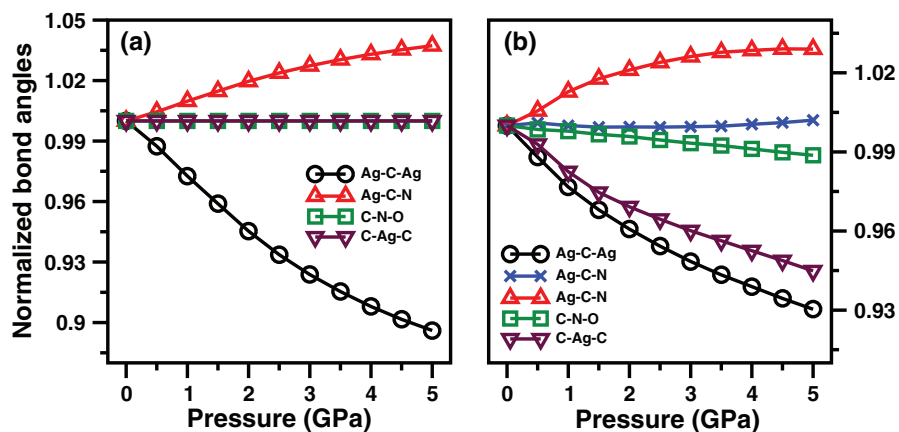 Normalized bond angles
1.05
1.02
0.99
0.96
0.93
0.9
(a)
Ag-C-Ag
Ag-C-N
C-N-O
C-Ag-C
0 1 2 3 4 5
Pressure (GPa)
(b)
Ag-C-Ag
Ag-C-N
Ag-C-N
C-N-O
C-Ag-C
1.02
0.99
0.96
0.93
0 1 2 3 4 5
Pressure (GPa)